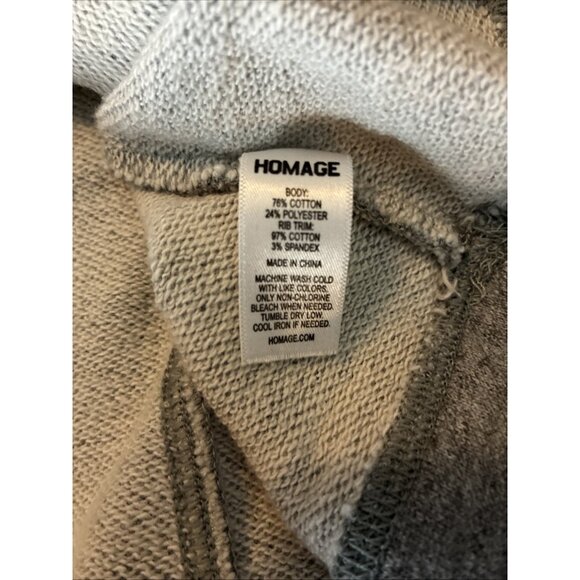 HOMAGE
BODY:
76% COTTON
24% POLYESTER
RIB TRIM:
97% COTTON
3% SPANDEX
MADE IN CHINA
MACHINE WASH COLD
WITH LIKE COLORS.
ONLY NON-CHLORINE
BLEACH WHEN NEEDED.
TUMBLE DRY LOW.
COOL IRON IF NEEDED.
HOMAGE.COM